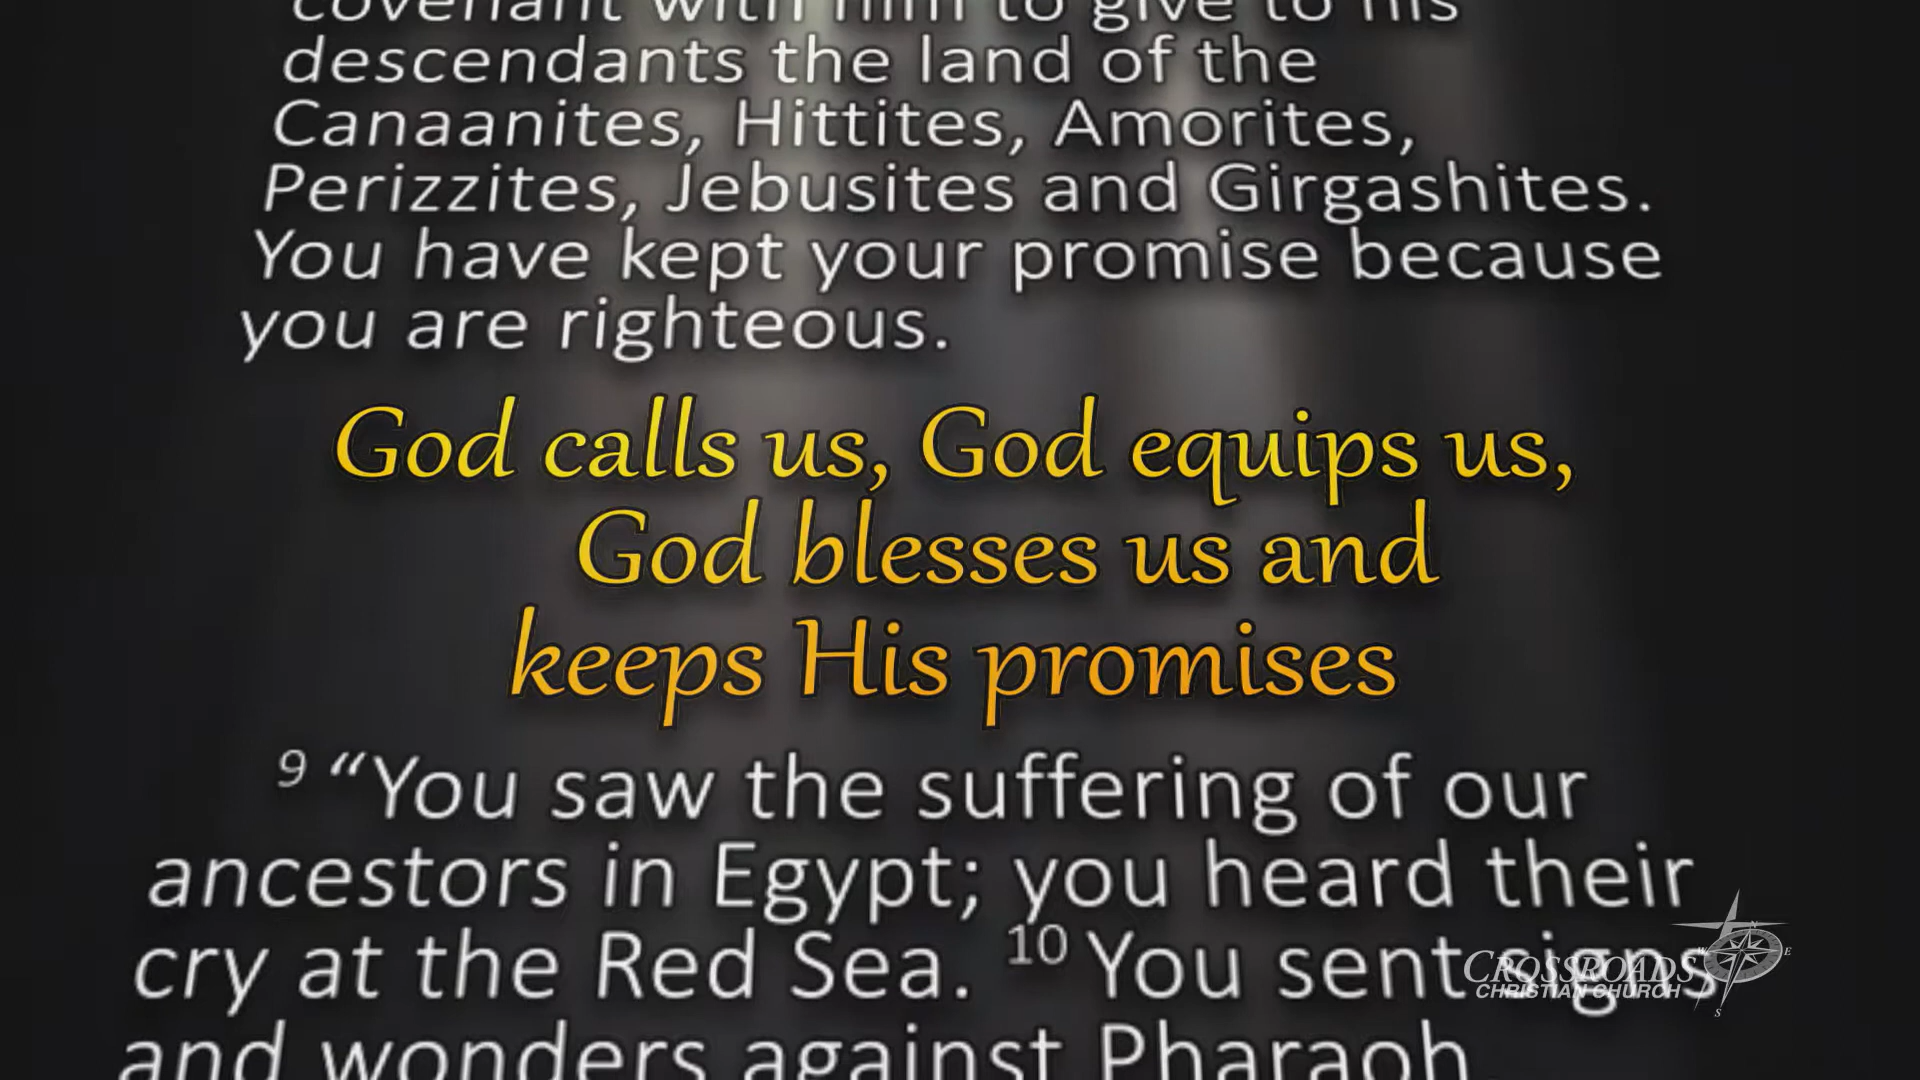 covenant with him to give to his
descendants the land of the
Canaanites, Hittites, Amorites,
Perizzites, Jebusites and Girgashites.
You have kept your promise because
you are righteous.
God calls us, God equips us,
God blesses us and
keeps His promises
9 “You saw the suffering of our
ancestors in Egypt; you heard their
cry at the Red Sea. 10 You sent signs
and wonders against Pharaoh
CROSSROADS
CHRISTIAN CHURCH
N
W
E
S